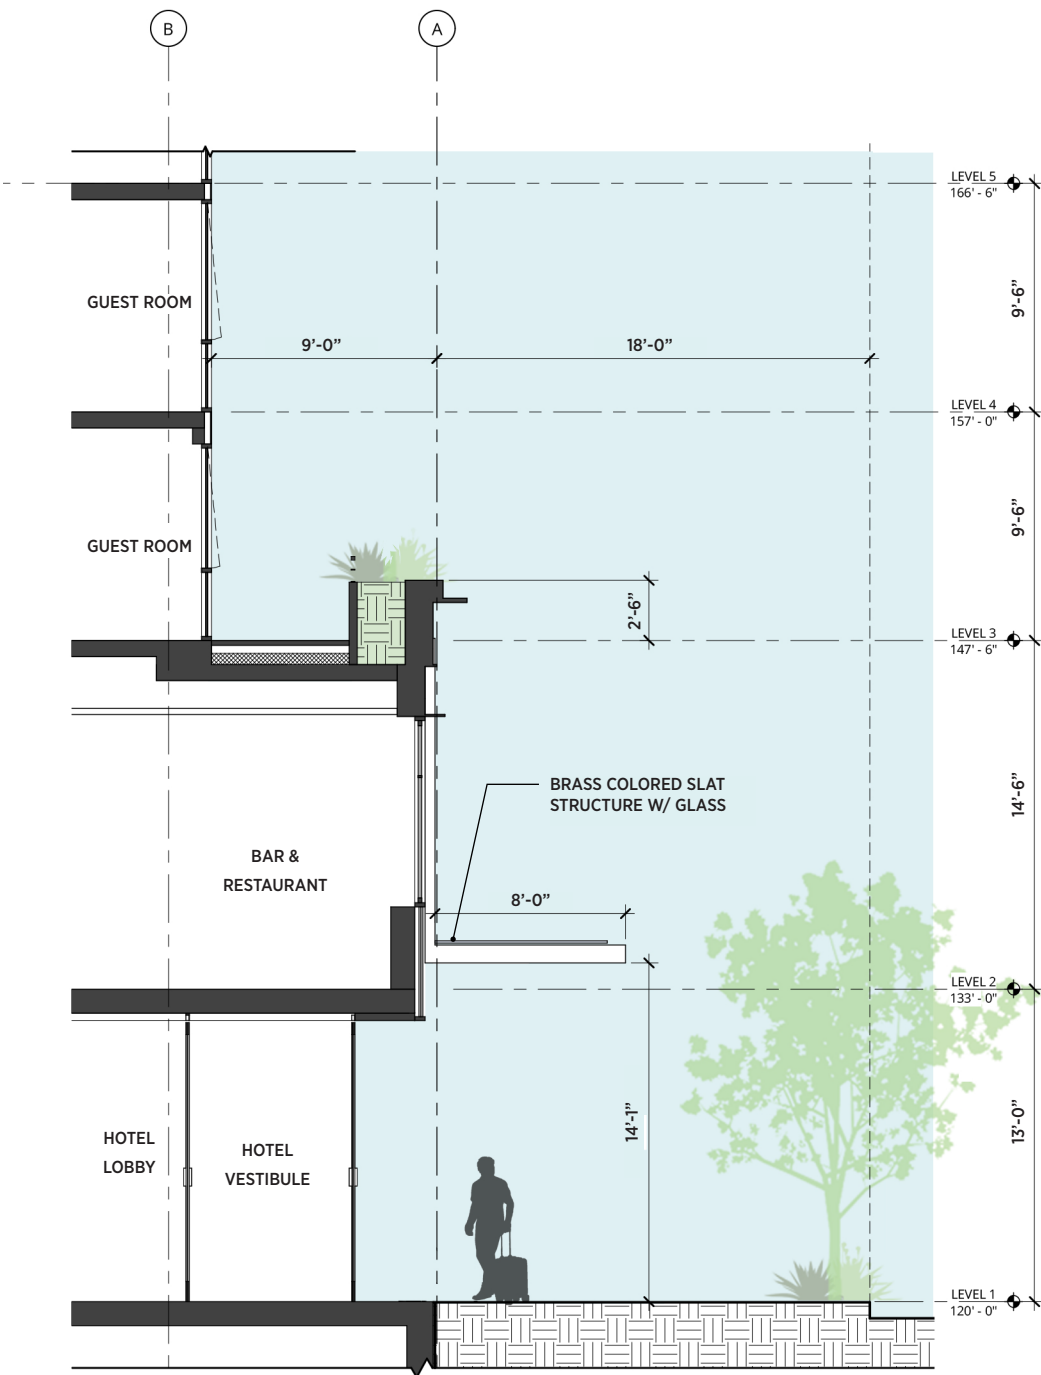 B
A
LEVEL 5
166' - 6"
GUEST ROOM
9'-6”
9’-0”
18’-0”
LEVEL 4
157' - 0"
9'-6”
GUEST ROOM
2'-6”
LEVEL 3
147' - 6"
BRASS COLORED SLAT
STRUCTURE W/ GLASS
14'-6”
BAR &
RESTAURANT
8’-0”
LEVEL 2
133' - 0"
14'-1”
13'-0”
HOTEL
LOBBY
HOTEL
VESTIBULE
LEVEL 1
120' - 0"